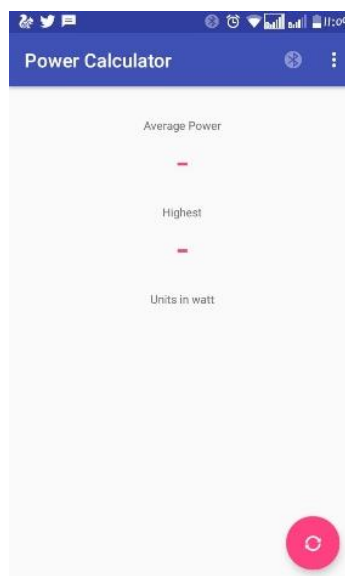 Power Calculator
Average Power
-
Highest
-
Units in watt